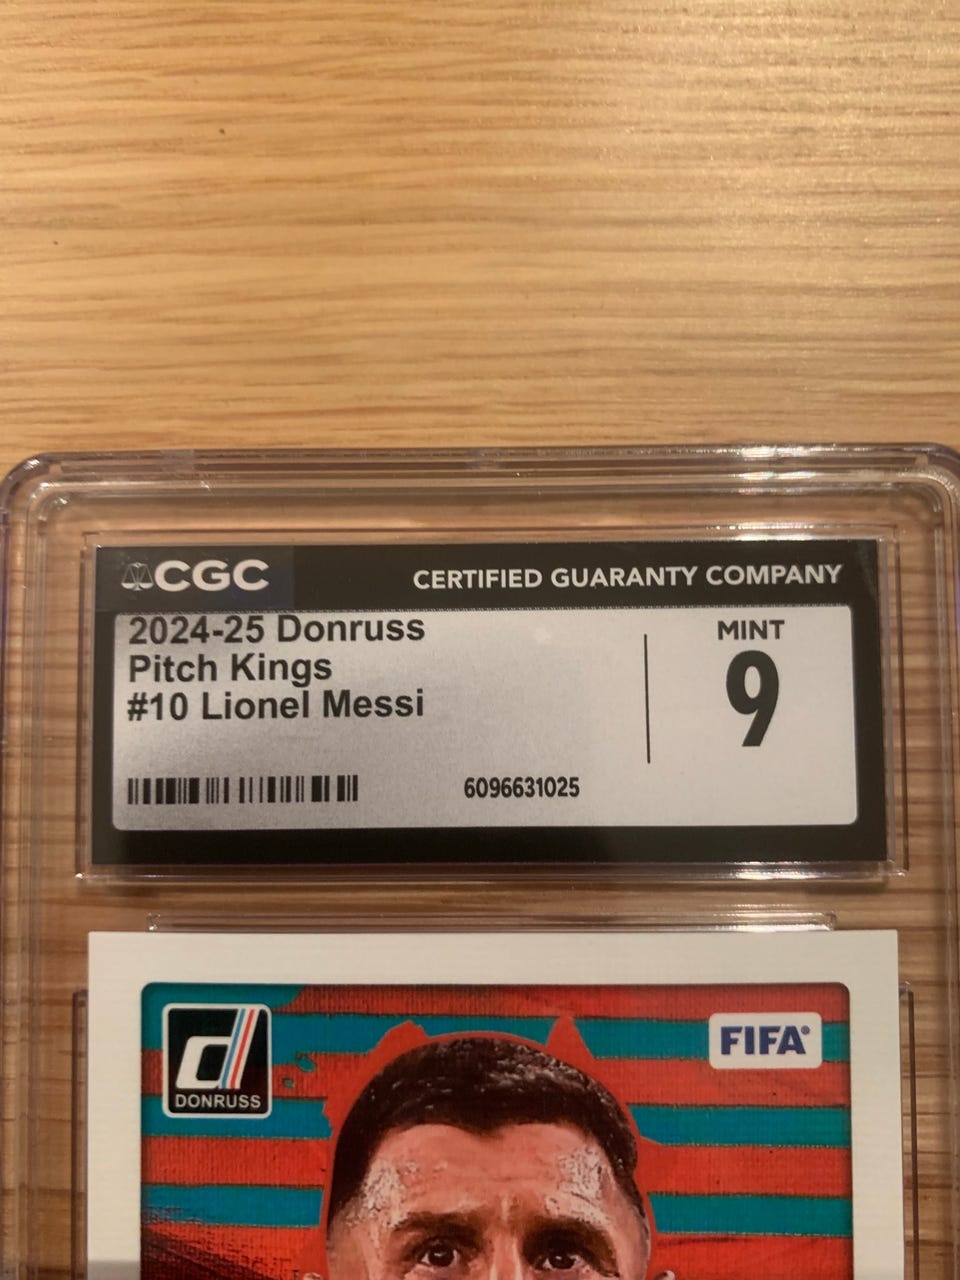 CGC
CERTIFIED GUARANTY COMPANY
2024-25 Donruss
Pitch Kings
#10 Lionel Messi
6096631025
MINT
9
d
DONRUSS
FIFA®